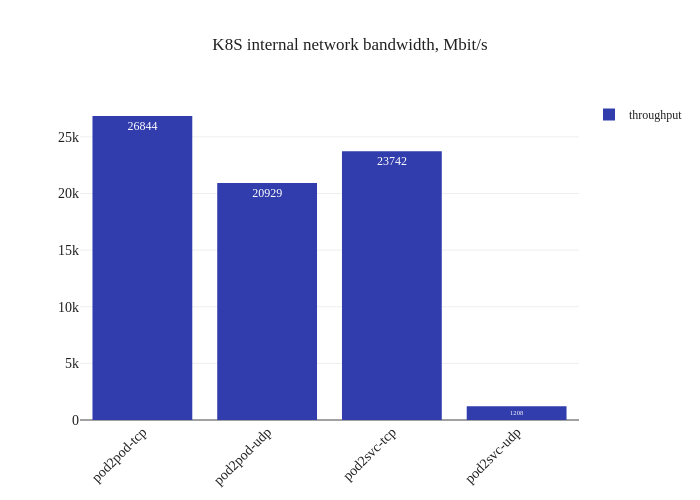 K8S internal network bandwidth, Mbit/s
throughput
25k
20k
15k
10k
5k
0
26844
20929
23742
1208
pod2pod-tcp
pod2pod-udp
pod2svc-tcp
pod2svc-udp